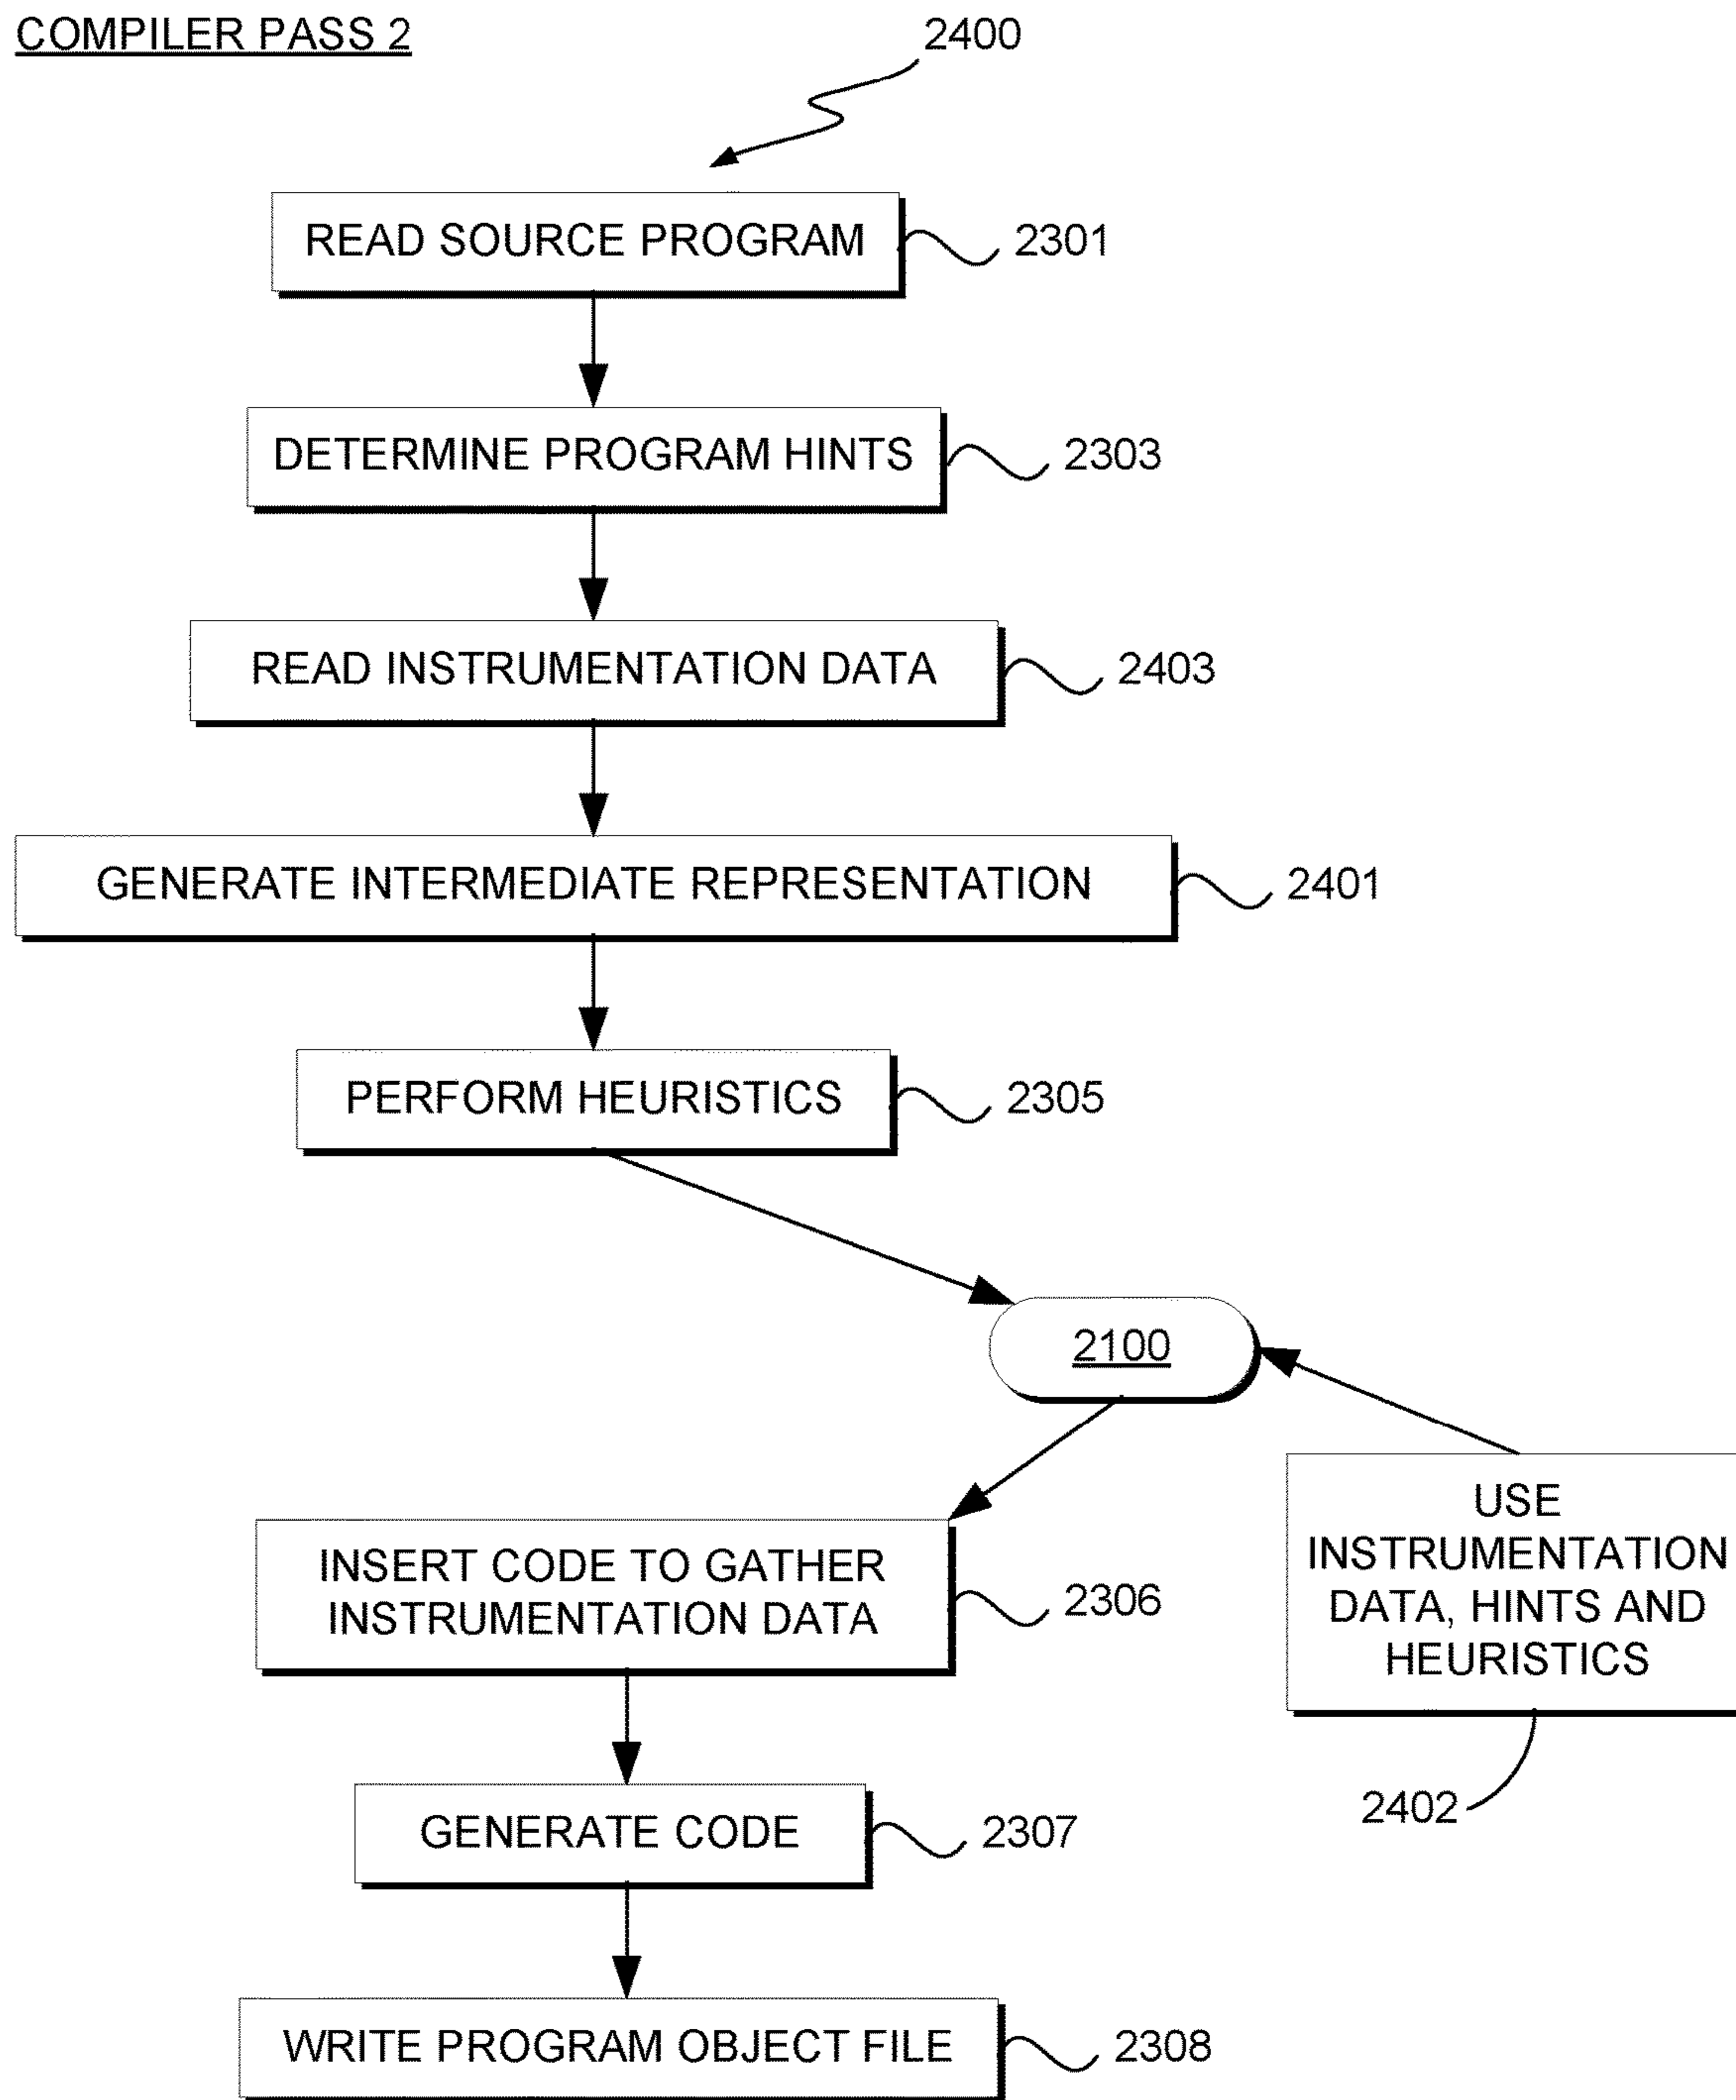 COMPILER PASS 2
2400
READ SOURCE PROGRAM
2301
DETERMINE PROGRAM HINTS
2303
READ INSTRUMENTATION DATA
2403
GENERATE INTERMEDIATE REPRESENTATION
2401
PERFORM HEURISTICS
2305
2100
USE
INSTRUMENTATION
DATA, HINTS AND
HEURISTICS
2402
INSERT CODE TO GATHER
INSTRUMENTATION DATA
2306
GENERATE CODE
2307
WRITE PROGRAM OBJECT FILE
2308